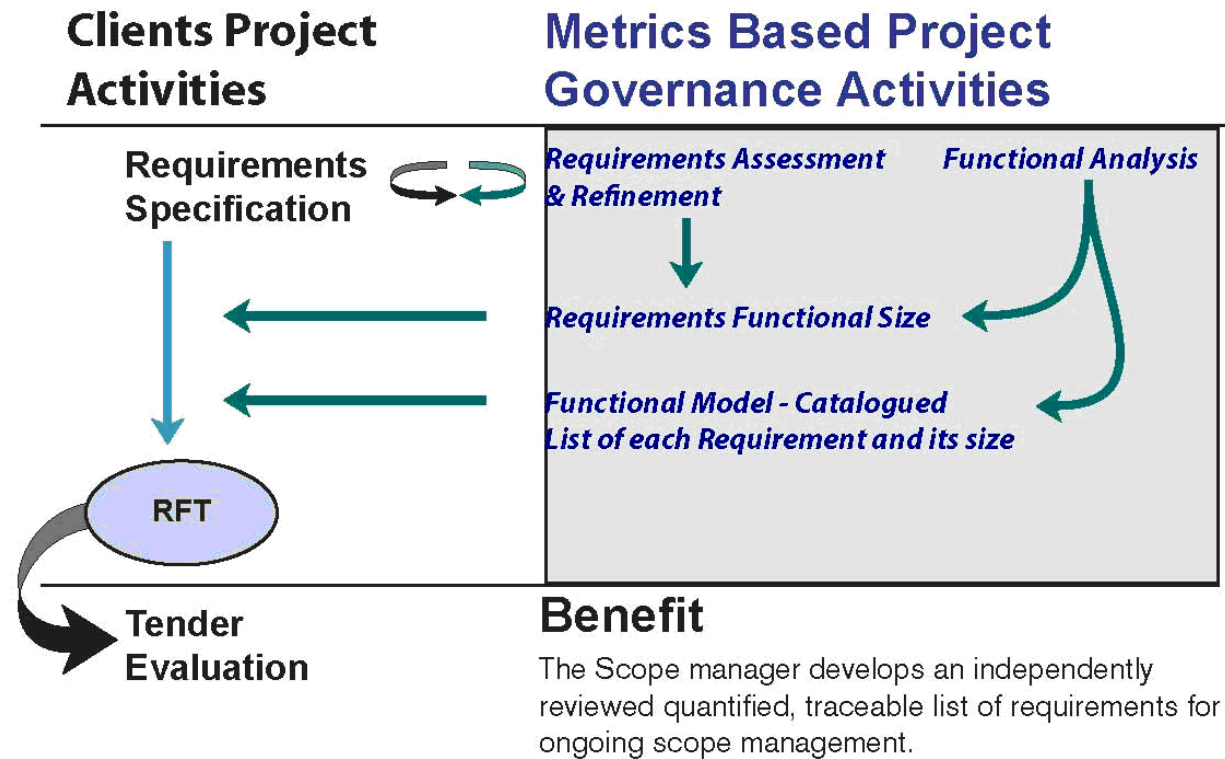 Clients Project
Activities
Metrics Based Project
Governance Activities
Requirements
Specification
Requirements Assessment
& Refinement
Functional Analysis
Requirements Functional Size
Functional Model - Catalogued
List of each Requirement and its size
RFT
Tender
Evaluation
Benefit
The Scope manager develops an independently
reviewed quantified, traceable list of requirements for
ongoing scope management.